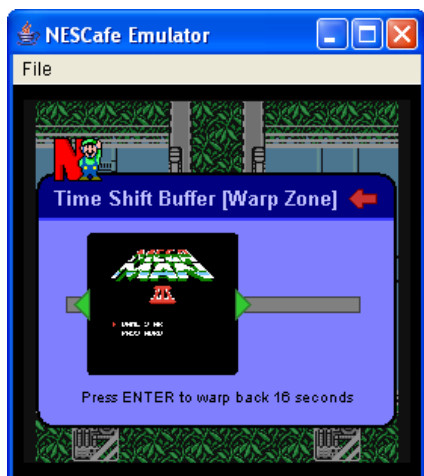 NESCafe Emulator
File
N
Time Shift Buffer [Warp Zone]
MEGA
MAN
III
Press ENTER to warp back 16 seconds